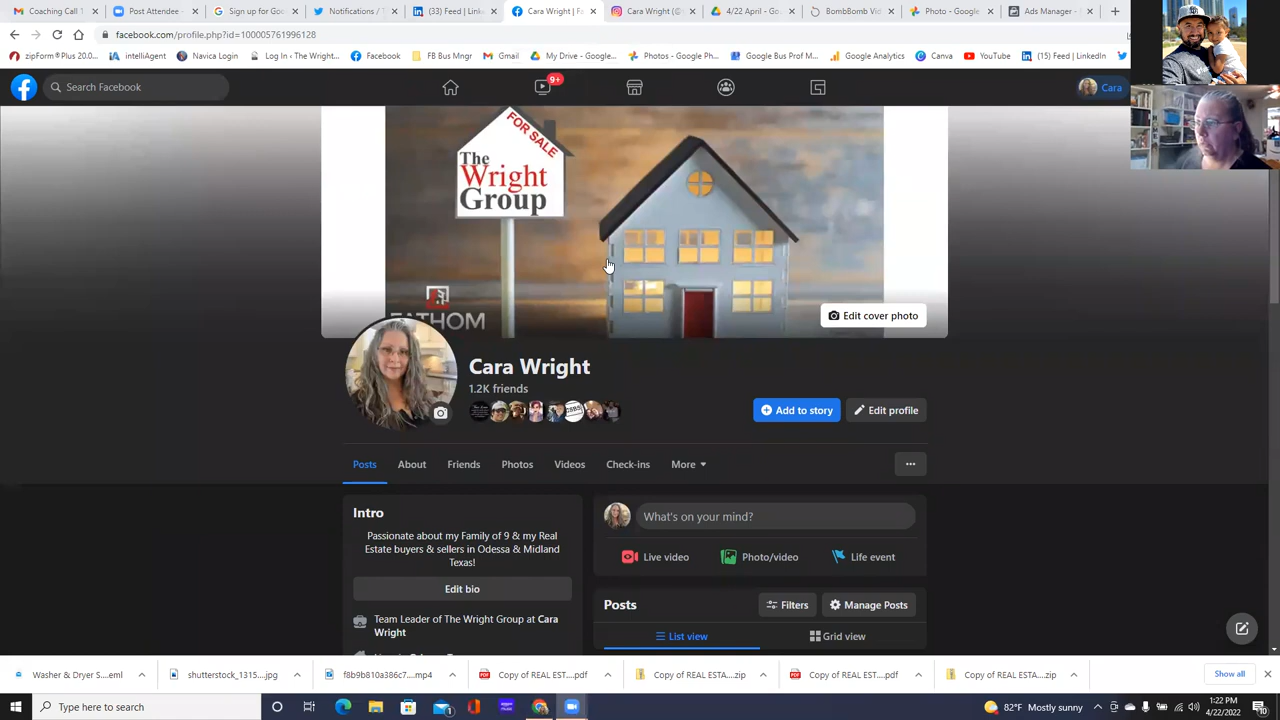 Coaching Call 1
Post Attendee -
Sign up for Goo
Notifications / T
(33) Feed | Linke
Cara Wright | Fa
Cara Wright (@
4/22 April - Goo
BombBomb Vid
Photo - Google
Ads Manager -
facebook.com/profile.php?id=100005761996128
zipForm®Plus 20.0...
intelliAgent
Navica Login
Log In ‹ The Wright...
Facebook
FB Bus Mngr
Gmail
My Drive - Google...
Photos - Google Ph...
Google Bus Prof M...
Google Analytics
Canva
YouTube
(15) Feed | LinkedIn
Search Facebook
9+
Cara
FOR SALE
The
Wright
Group
FATHOM
Edit cover photo
Cara Wright
1.2K friends
Add to story
Edit profile
Posts
About
Friends
Photos
Videos
Check-ins
More
Intro
Passionate about my Family of 9 & my Real
Estate buyers & sellers in Odessa & Midland
Texas!
Edit bio
Team Leader of The Wright Group at Cara
Wright
What's on your mind?
Live video
Photo/video
Life event
Posts
Filters
Manage Posts
List view
Grid view
Washer & Dryer S....eml
shutterstock_1315....jpg
f8b9b810a386c7....mp4
Copy of REAL EST....pdf
Copy of REAL ESTA....zip
Copy of REAL EST....pdf
Copy of REAL ESTA....zip
Show all
Type here to search
82°F Mostly sunny
1:22 PM
4/22/2022